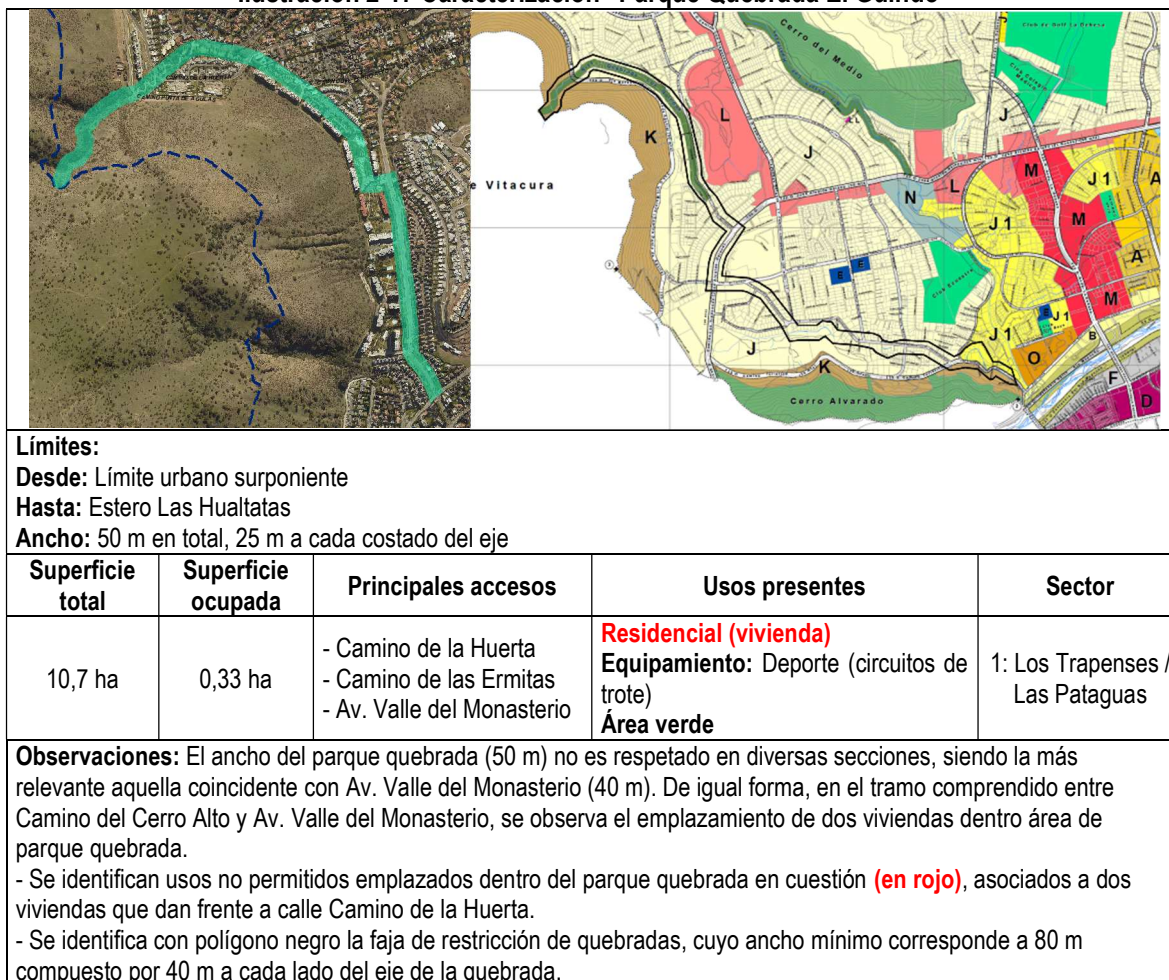 Ilustración 2-17 Caracterización - Parque Quebrada El Guindo
Club de Golf La Dehesa
Cerro del Medio
L
K
J
J
e Vitacura
N
L
M
J1
A
M
J1
E
E
Club Ecuestre
A
M
E
J1
J1
O
B
J
K
F
D
Cerro Alvarado
Límites:
Desde: Límite urbano surponiente
Hasta: Estero Las Hualtatas
Ancho: 50 m en total, 25 m a cada costado del eje
Superficie total
Superficie ocupada
Principales accesos
Usos presentes
Sector
10,7 ha
0,33 ha
- Camino de la Huerta
- Camino de las Ermitas
- Av. Valle del Monasterio
Residencial (vivienda)
Equipamiento: Deporte (circuitos de
trote)
Área verde
1: Los Trapenses /
Las Pataguas
Observaciones: El ancho del parque quebrada (50 m) no es respetado en diversas secciones, siendo la más
relevante aquella coincidente con Av. Valle del Monasterio (40 m). De igual forma, en el tramo comprendido entre
Camino del Cerro Alto y Av. Valle del Monasterio, se observa el emplazamiento de dos viviendas dentro área de
parque quebrada.
- Se identifican usos no permitidos emplazados dentro del parque quebrada en cuestión (en rojo), asociados a dos
viviendas que dan frente a calle Camino de la Huerta.
- Se identifica con polígono negro la faja de restricción de quebradas, cuyo ancho mínimo corresponde a 80 m
compuesto por 40 m a cada lado del eje de la quebrada.